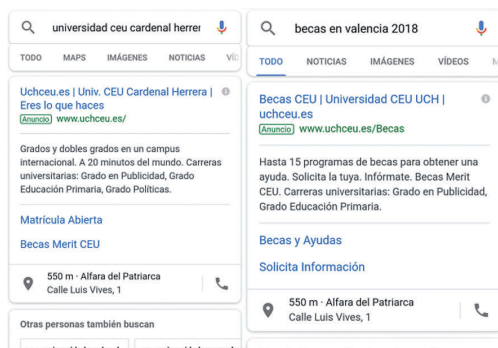 universidad ceu cardenal herrer
TODO MAPS IMÁGENES NOTICIAS VÍD
Uchceu.es | Univ. CEU Cardenal Herrera |
Eres lo que haces
Anuncio www.uchceu.es/
Grados y dobles grados en un campus
internacional. A 20 minutos del mundo. Carreras
universitarias: Grado en Publicidad, Grado
Educación Primaria, Grado Políticas.
Matrícula Abierta
Becas Merit CEU
550 m · Alfara del Patriarca
Calle Luis Vives, 1
Otras personas también buscan
becas en valencia 2018
TODO NOTICIAS IMÁGENES VÍDEOS M
Becas CEU | Universidad CEU UCH |
uchceu.es
Anuncio www.uchceu.es/Becas
Hasta 15 programas de becas para obtener una
ayuda. Solicita la tuya. Infórmate. Becas Merit
CEU. Carreras universitarias: Grado en Publicidad,
Grado Educación Primaria.
Becas y Ayudas
Solicita Información
550 m · Alfara del Patriarca
Calle Luis Vives, 1